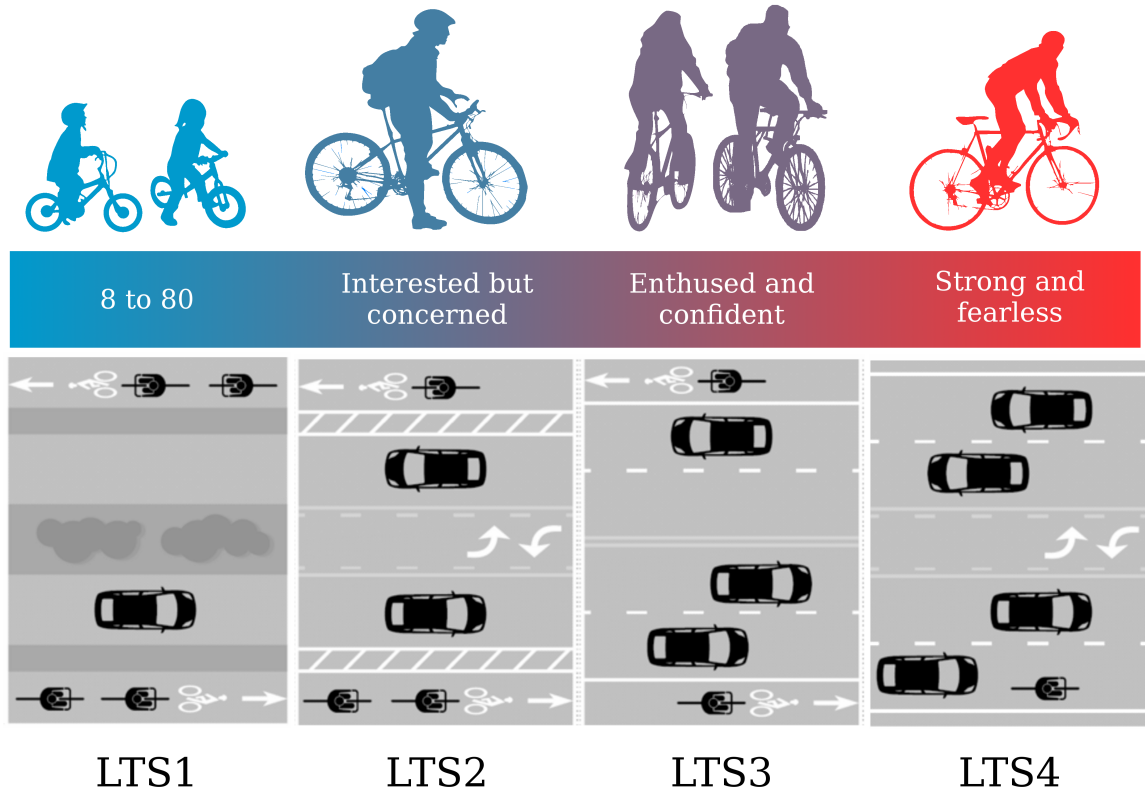 8 to 80
Interested but
concerned
Enthused and
confident
Strong and
fearless
LTS1
LTS2
LTS3
LTS4